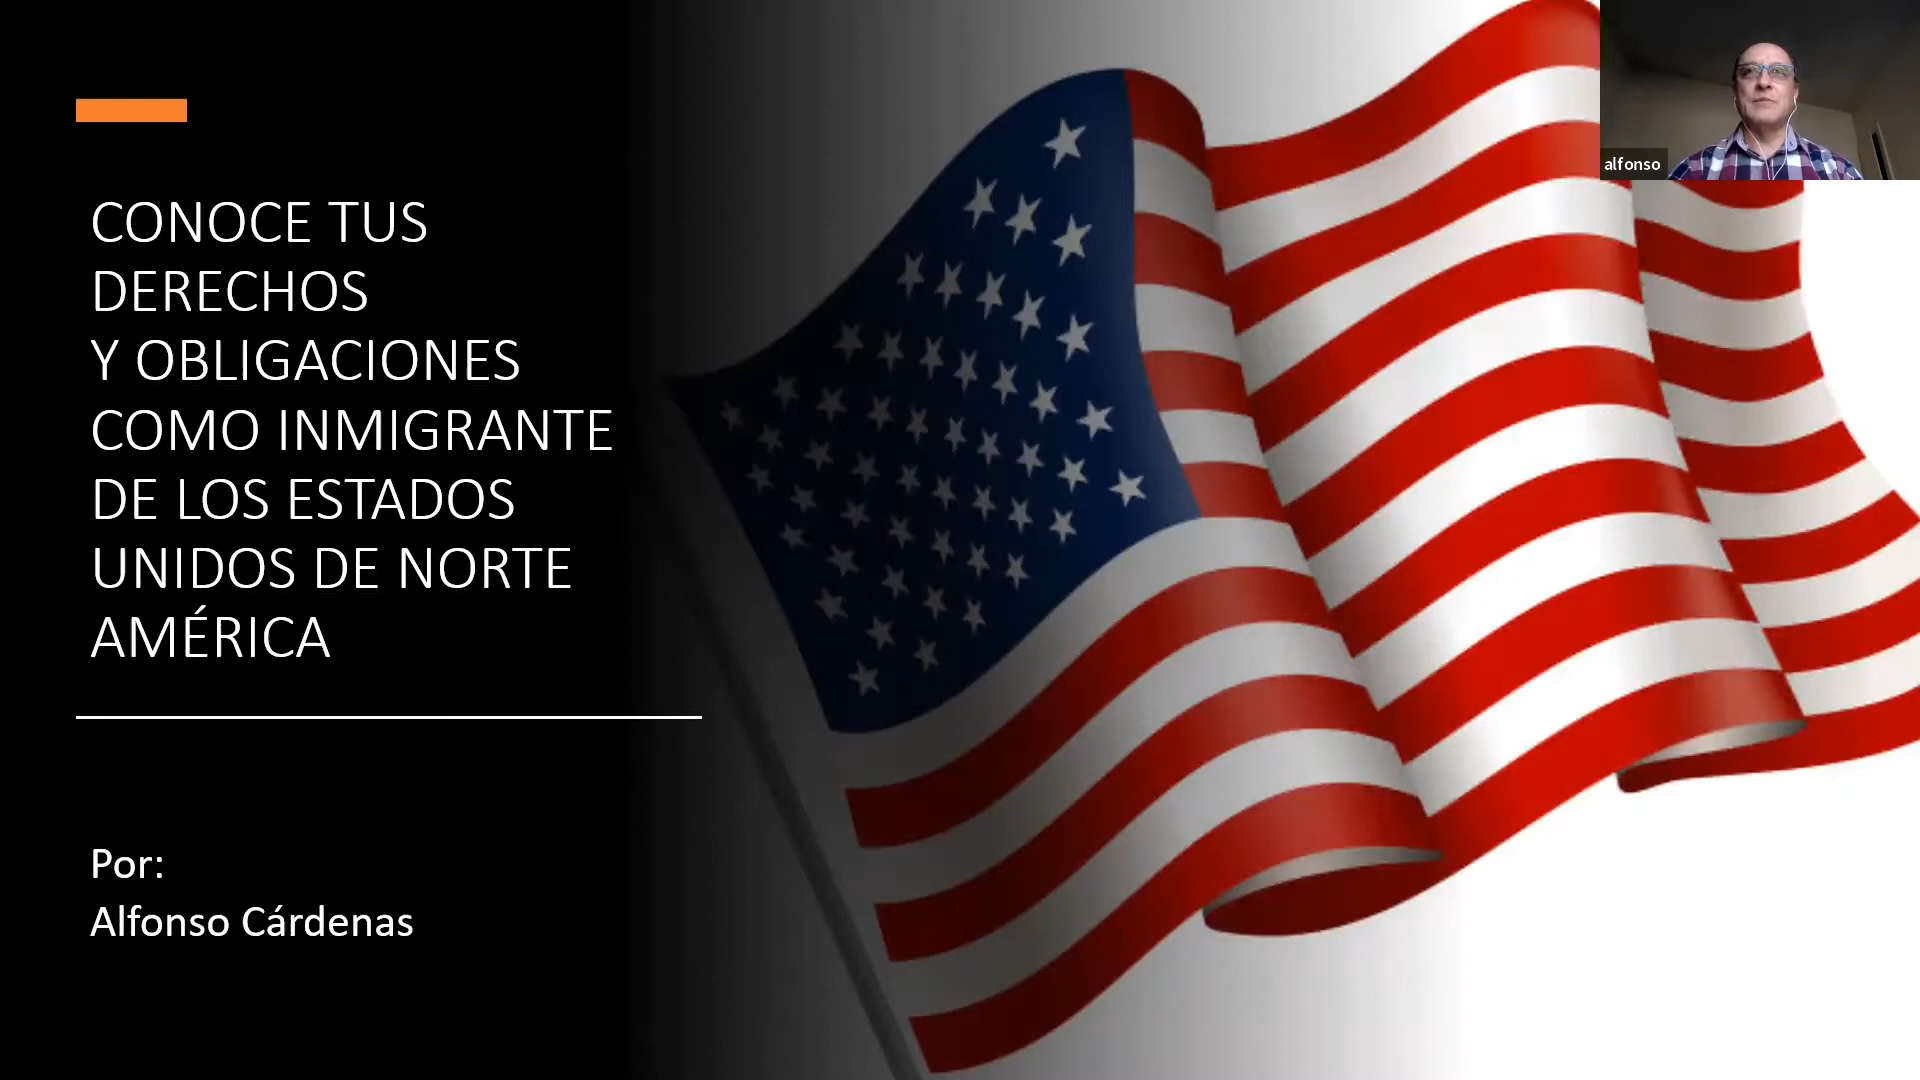 CONOCE TUS
DERECHOS
Y OBLIGACIONES
COMO INMIGRANTE
DE LOS ESTADOS
UNIDOS DE NORTE
AMÉRICA
Por:
Alfonso Cárdenas
alfonso